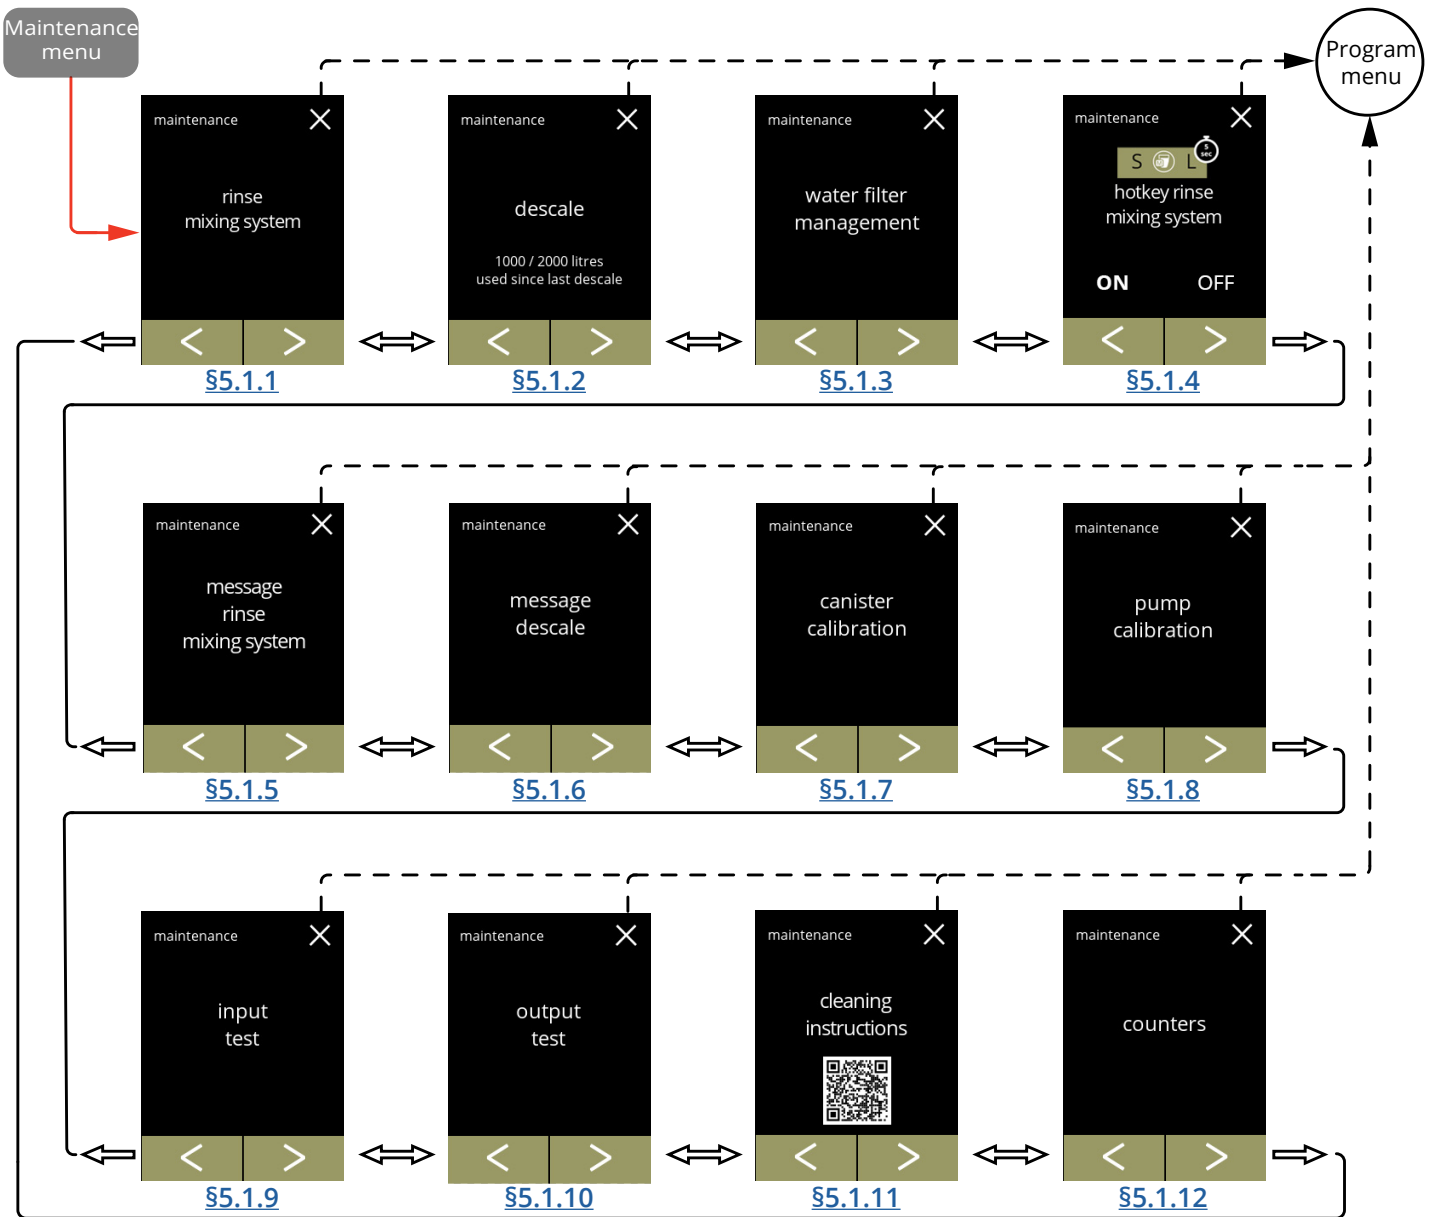 Maintenance
menu
Program
menu
maintenance
rinse
mixing system
§5.1.1
maintenance
descale
1000 / 2000 litres
used since last descale
§5.1.2
maintenance
water filter
management
§5.1.3
maintenance
S L
5
sec
hotkey rinse
mixing system
ON OFF
§5.1.4
maintenance
message
rinse
mixing system
§5.1.5
maintenance
message
descale
§5.1.6
maintenance
canister
calibration
§5.1.7
maintenance
pump
calibration
§5.1.8
maintenance
input
test
§5.1.9
maintenance
output
test
§5.1.10
maintenance
cleaning
instructions
§5.1.11
maintenance
counters
§5.1.12